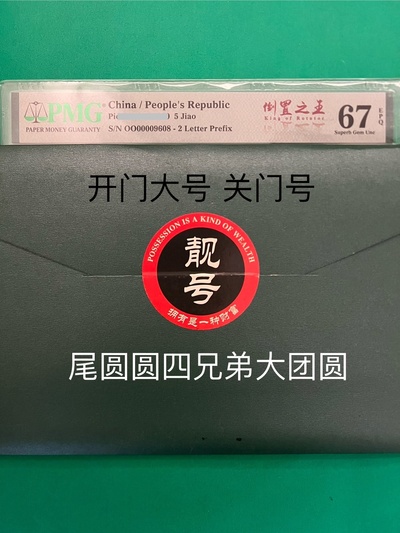 PMG
PAPER MONEY GUARANTY
China / People's Republic
5 Jiao
S/N OO00009608 - 2 Letter Prefix
倒置之王
King of Rotator
67
EPQ
Superb Gem Unc
开门大号 关门号
POSSESSION IS A KIND OF WEALTH
靓号
拥有是一种财富
尾圆圆四兄弟大团圆